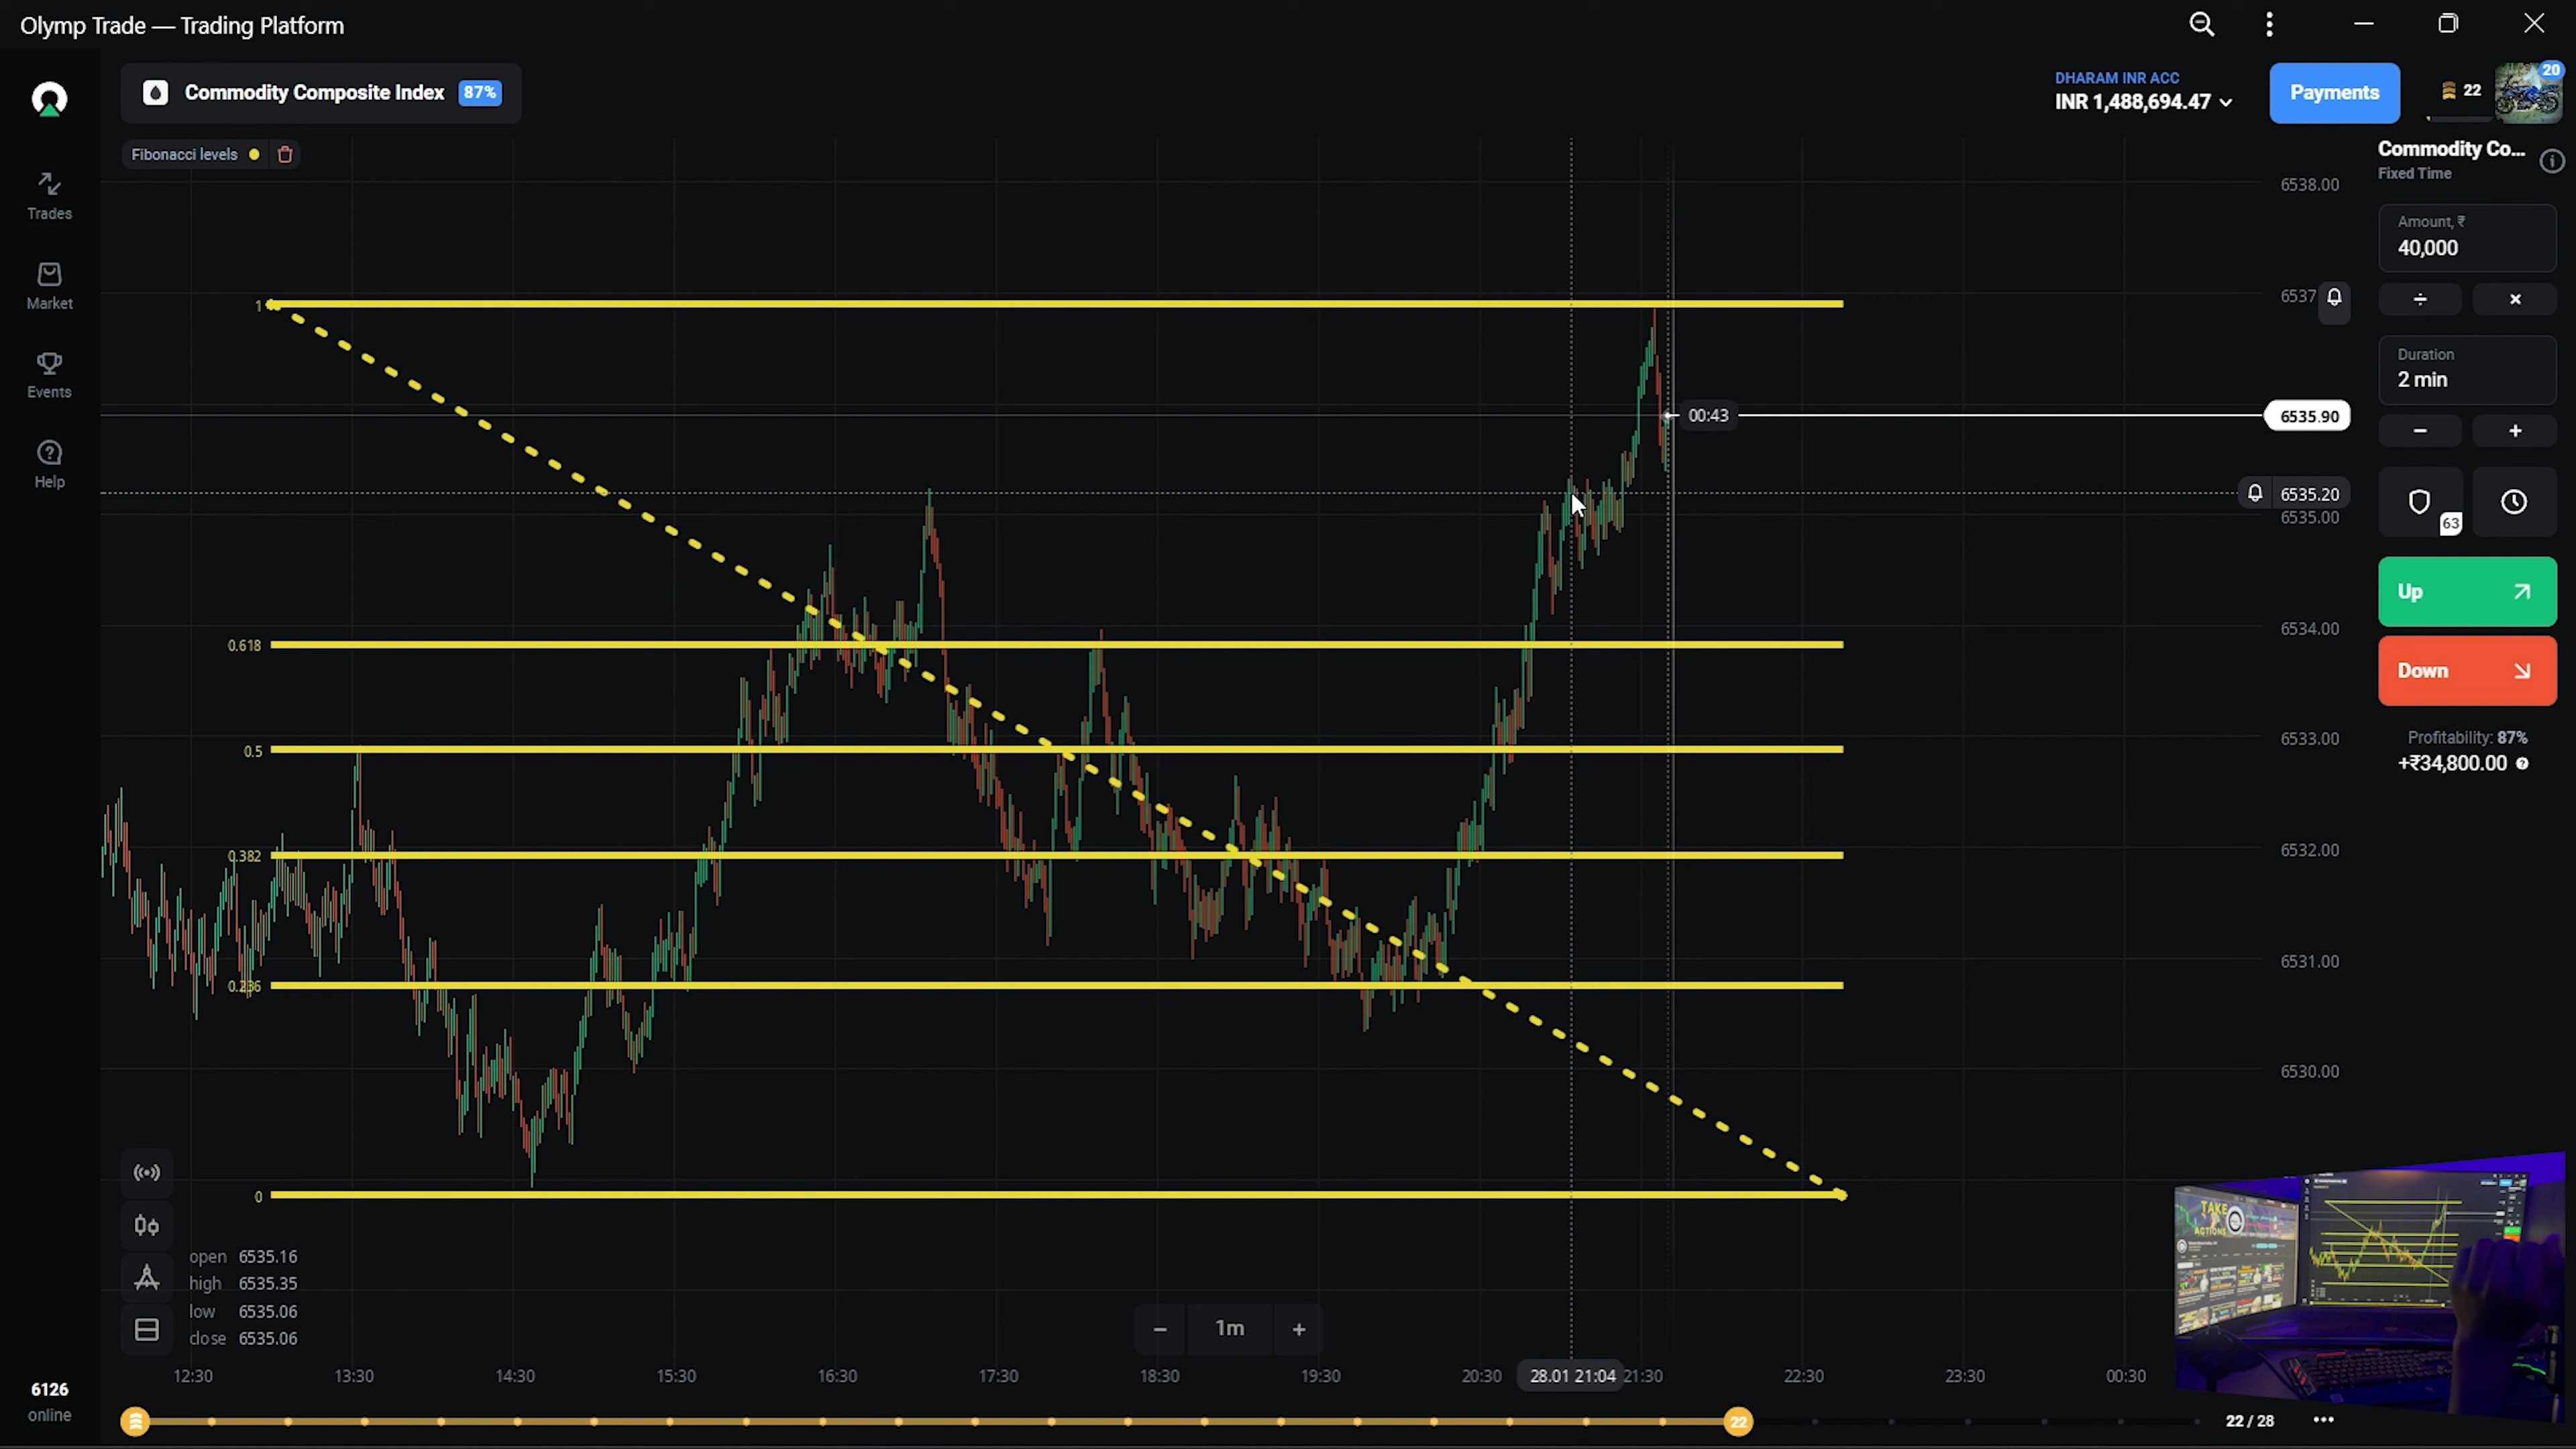 Olymp Trade — Trading Platform
Commodity Composite Index 87%
DHARAM INR ACC
INR 1,488,694.47
Payments
22
20
Fibonacci levels
Trades
Market
Events
Help
6126
online
1
0.618
0.5
0.382
0.236
0
00:43
6538.00
6537
6535.90
6535.20
6535.00
6534.00
6533.00
6532.00
6531.00
6530.00
Commodity Co...
Fixed Time
Amount, ₹
40,000
÷ ×
Duration
2 min
− +
63
Up
Down
Profitability: 87%
+₹34,800.00
open 6535.16
high 6535.35
low 6535.06
close 6535.06
− 1m +
12:30 13:30 14:30 15:30 16:30 17:30 18:30 19:30 20:30 28.01 21:04 21:30 22:30 23:30 00:30
22
22 / 28
TAKE
ACTIONS